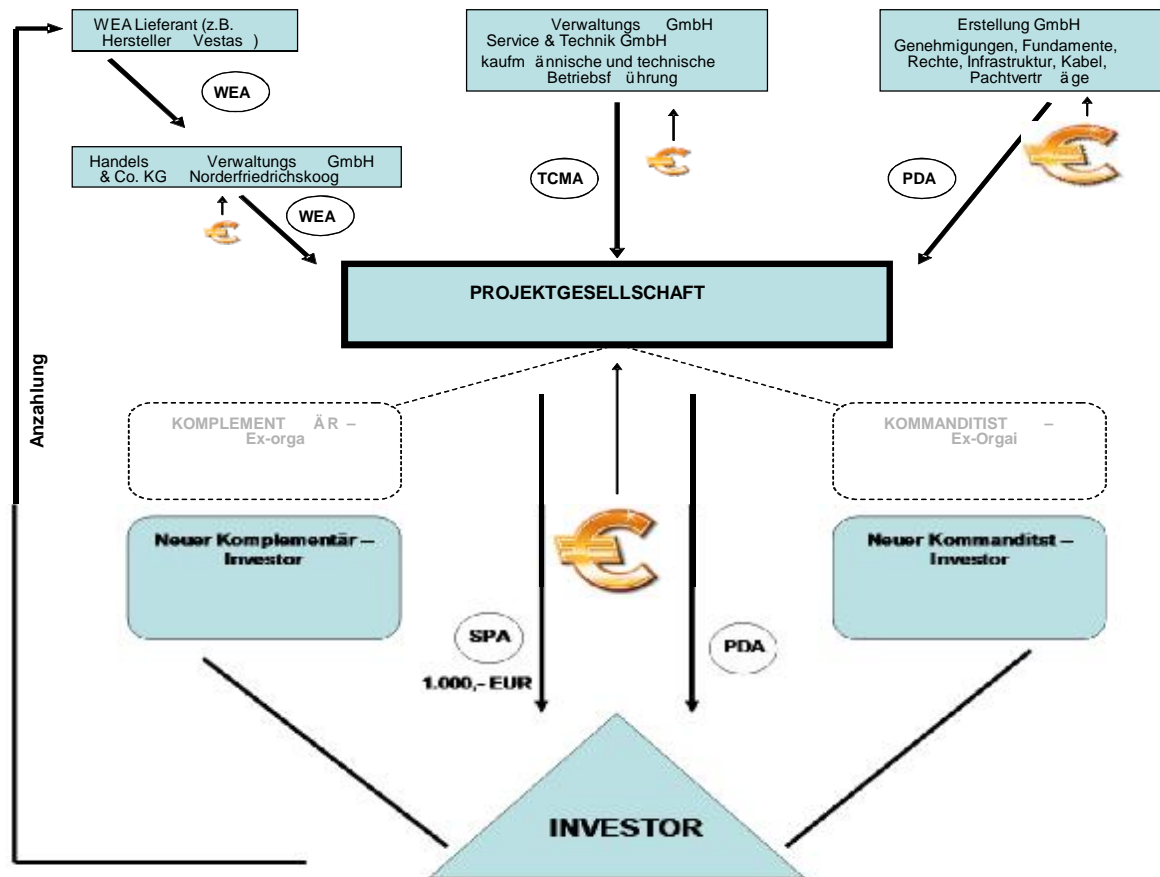 WEA Lieferant (z.B.
Hersteller Vestas )
Verwaltungs GmbH
Service & Technik GmbH
kaufm ännische und technische
Betriebsf ührung
Erstellung GmbH
Genehmigungen, Fundamente,
Rechte, Infrastruktur, Kabel,
Pachtvertr äge
WEA
Handels Verwaltungs GmbH
& Co. KG Norderfriedrichskoog
TCMA
PDA
WEA
PROJEKTGESELLSCHAFT
Anzahlung
KOMPLEMENT ÄR –
Ex-orga
KOMMANDITIST –
Ex-Orgai
Neuer Komplementär –
Investor
Neuer Kommanditst –
Investor
SPA
1.000,- EUR
PDA
INVESTOR